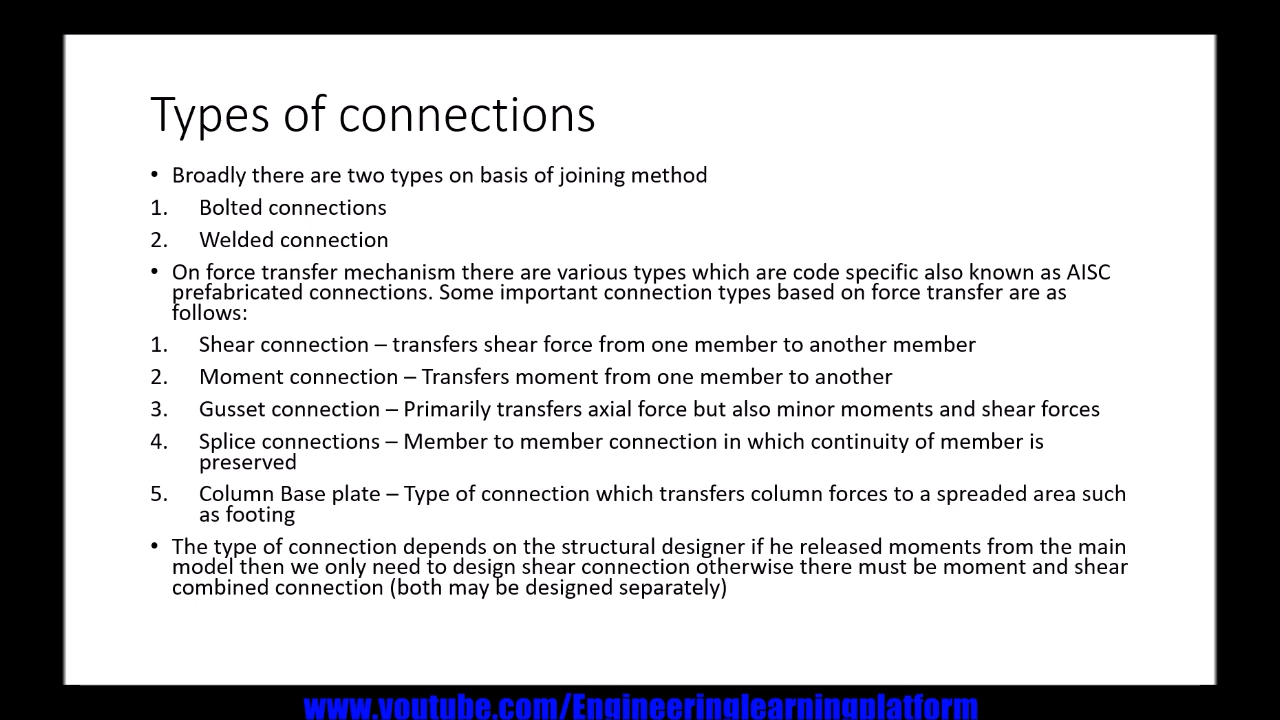 Types of connections
• Broadly there are two types on basis of joining method
1. Bolted connections
2. Welded connection
• On force transfer mechanism there are various types which are code specific also known as AISC
prefabricated connections. Some important connection types based on force transfer are as
follows:
1. Shear connection – transfers shear force from one member to another member
2. Moment connection – Transfers moment from one member to another
3. Gusset connection – Primarily transfers axial force but also minor moments and shear forces
4. Splice connections – Member to member connection in which continuity of member is
preserved
5. Column Base plate – Type of connection which transfers column forces to a spreaded area such
as footing
• The type of connection depends on the structural designer if he released moments from the main
model then we only need to design shear connection otherwise there must be moment and shear
combined connection (both may be designed separately)
www.youtube.com/Engineeringlearningplatform